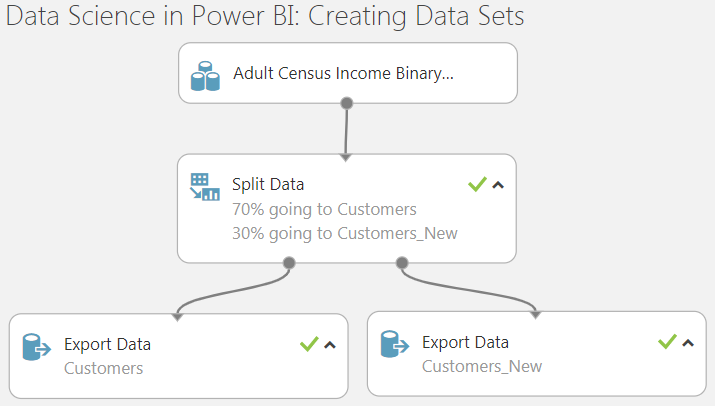 Data Science in Power BI: Creating Data Sets
Adult Census Income Binary...
Split Data
70% going to Customers
30% going to Customers_New
Export Data
Customers
Export Data
Customers_New